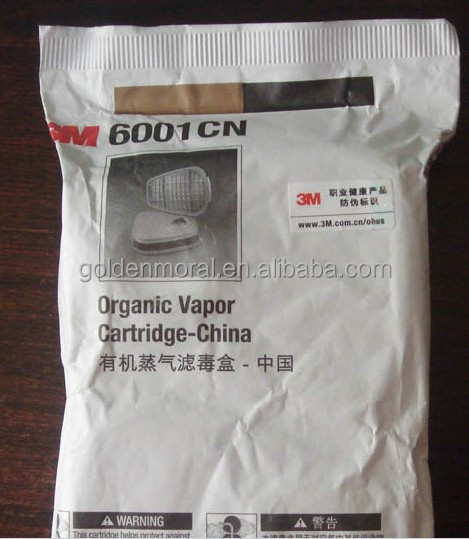 3M 6001CN
3M 职业健康产品
防伪标识
www.3M.com.cn/ohes
goldenmoral.en.alibaba.com
Organic Vapor
Cartridge-China
有机蒸气滤毒盒 - 中国
WARNING
警告
This cartridge helps protect against